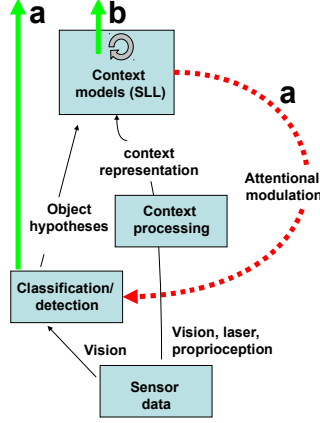 a
b
Context
models (SLL)
a
context
representation
Attentional
modulation
Object
hypotheses
Context
processing
Classification/
detection
Vision, laser,
proprioception
Vision
Sensor
data